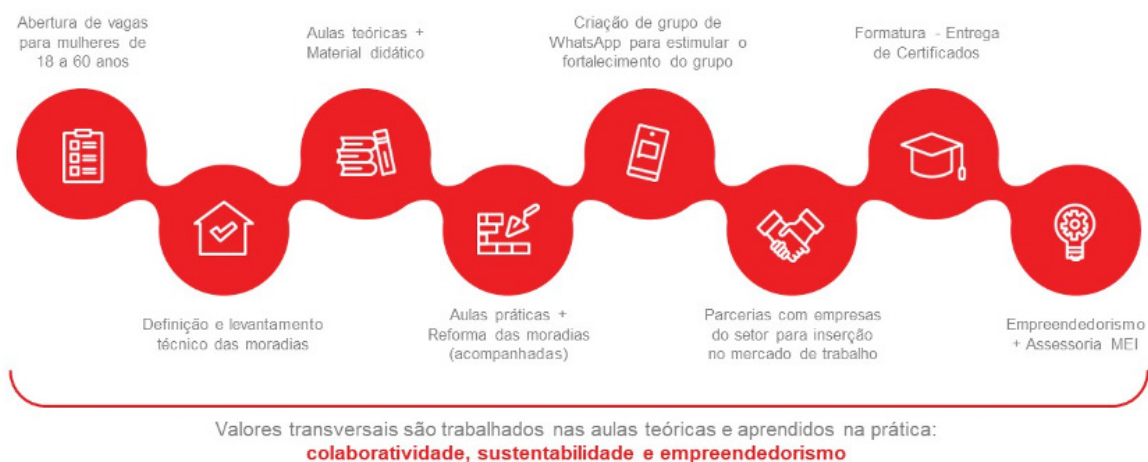 Abertura de vagas
para mulheres de
18 a 60 anos
Definição e levantamento
técnico das moradias
Aulas teóricas +
Material didático
Aulas práticas +
Reforma das moradias
(acompanhadas)
Criação de grupo de
WhatsApp para estimular o
fortalecimento do grupo
Parcerias com empresas
do setor para inserção
no mercado de trabalho
Formatura - Entrega
de Certificados
Empreendedorismo
+ Assessoria MEI
Valores transversais são trabalhados nas aulas teóricas e aprendidos na prática:
colaboratividade, sustentabilidade e empreendedorismo